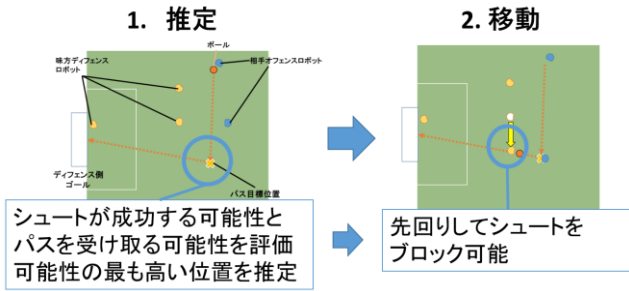 1. 推定
2. 移動
ボール
味方ディフェンス
ロボット
相手オフェンスロボット
ディフェンス側
ゴール
パス目標位置
シュートが成功する可能性と
パスを受け取る可能性を評価
可能性の最も高い位置を推定
先回りしてシュートを
ブロック可能